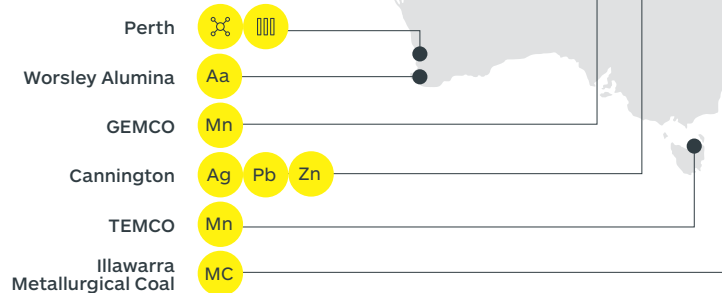 Perth
Worsley Alumina Aa
GEMCO Mn
Cannington Ag Pb Zn
TEMCO Mn
Illawarra
Metallurgical Coal MC